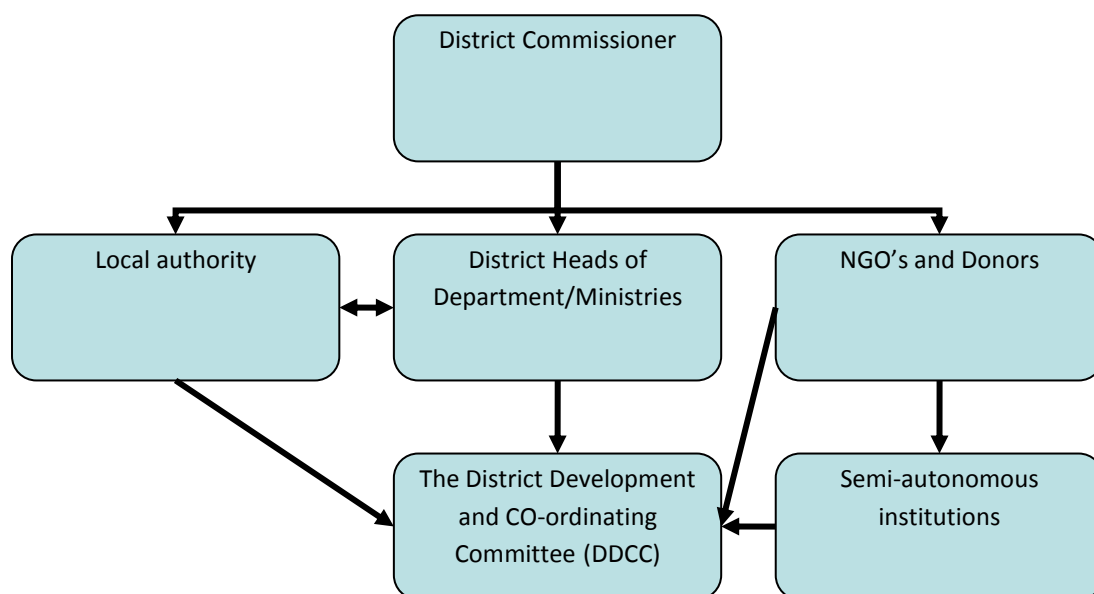 District Commissioner
Local authority
District Heads of
Department/Ministries
NGO’s and Donors
The District Development
and CO-ordinating
Committee (DDCC)
Semi-autonomous
institutions